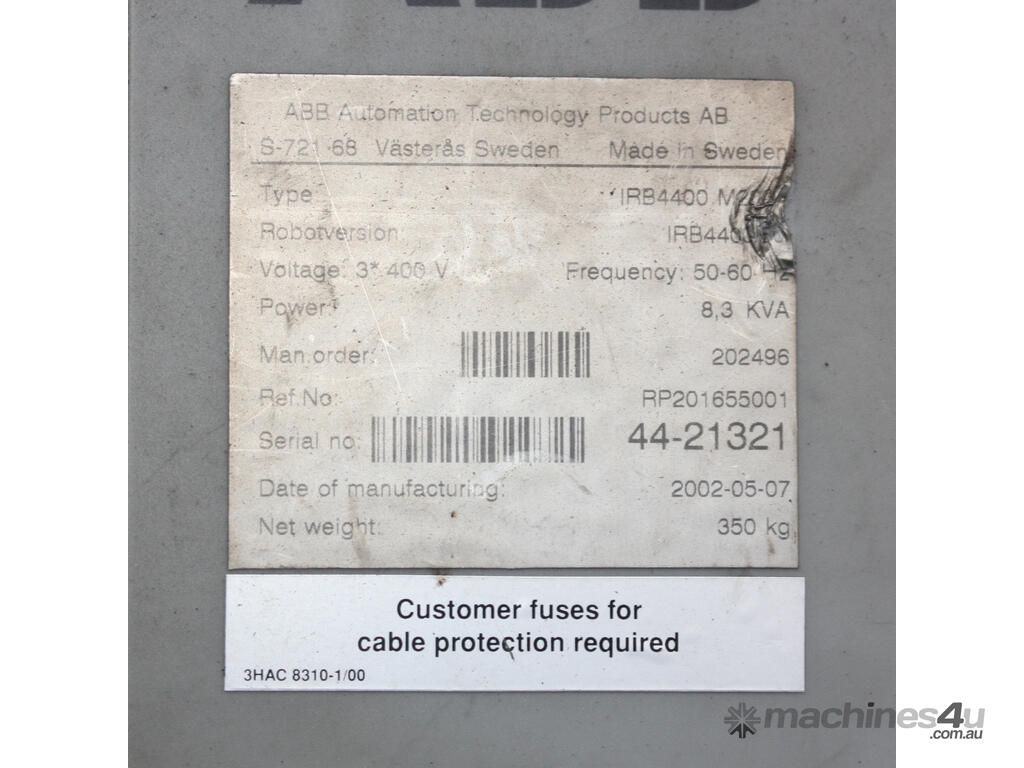 ABB
ABB Automation Technology Products AB
S-721 68 Västerås Sweden Made in Sweden
Type IRB4400
Robotversion
Voltage: 3* 400 V Frequency: 50-60 Hz
Power: 8,3 KVA
Man.order: 202496
Ref.No: RP201655001
Serial no: 44-21321
Date of manufacturing: 2002-05-07
Net weight: 350 kg
Customer fuses for
cable protection required
3HAC 8310-1/00
machines4u
.com.au